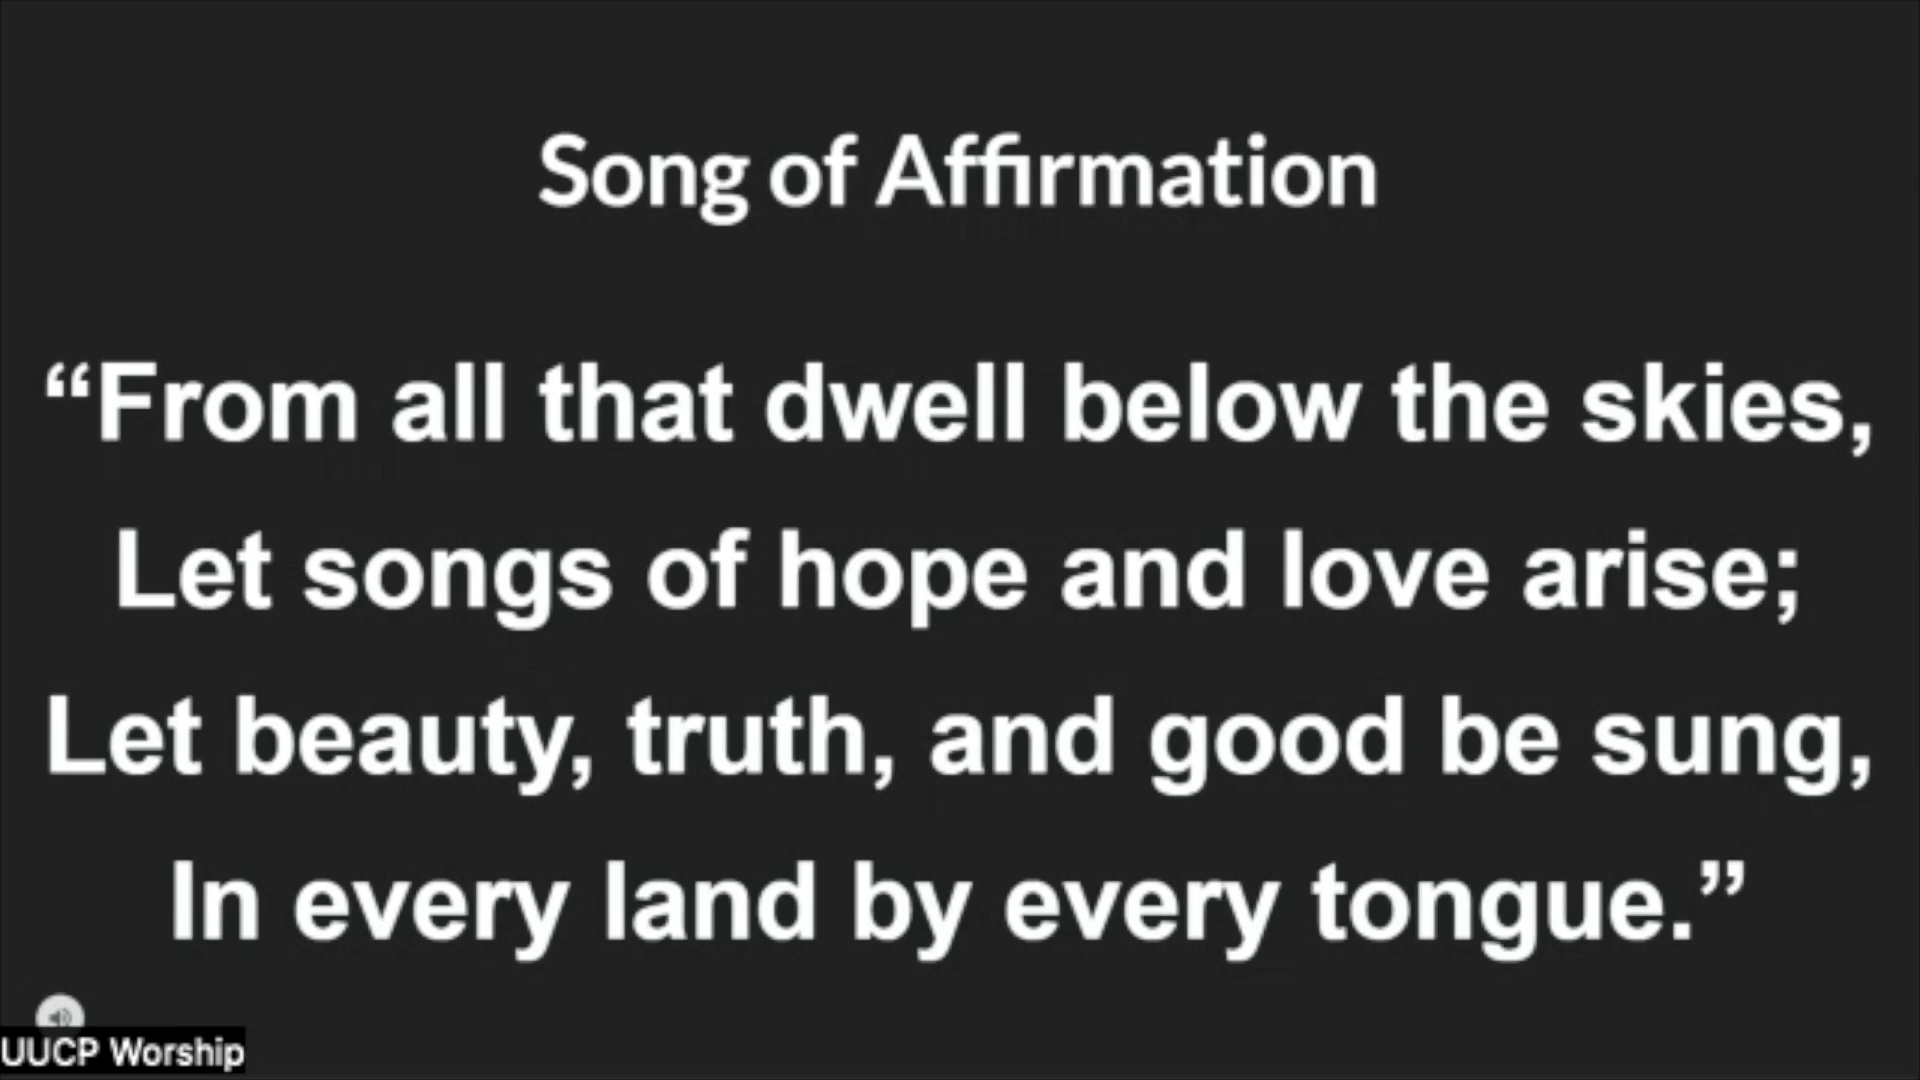 Song of Affirmation
“From all that dwell below the skies,
Let songs of hope and love arise;
Let beauty, truth, and good be sung,
In every land by every tongue.”
UUCP Worship